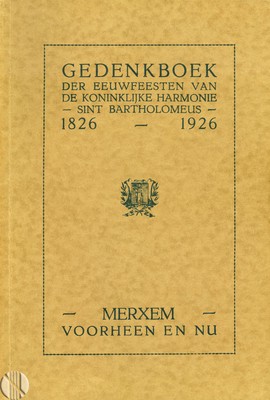 GEDENKBOEK
DER EEUWFEESTEN VAN
DE KONINKLIJKE HARMONIE
— SINT BARTHOLOMEUS —
1826 — 1926
— MERXEM —
VOORHEEN EN NU